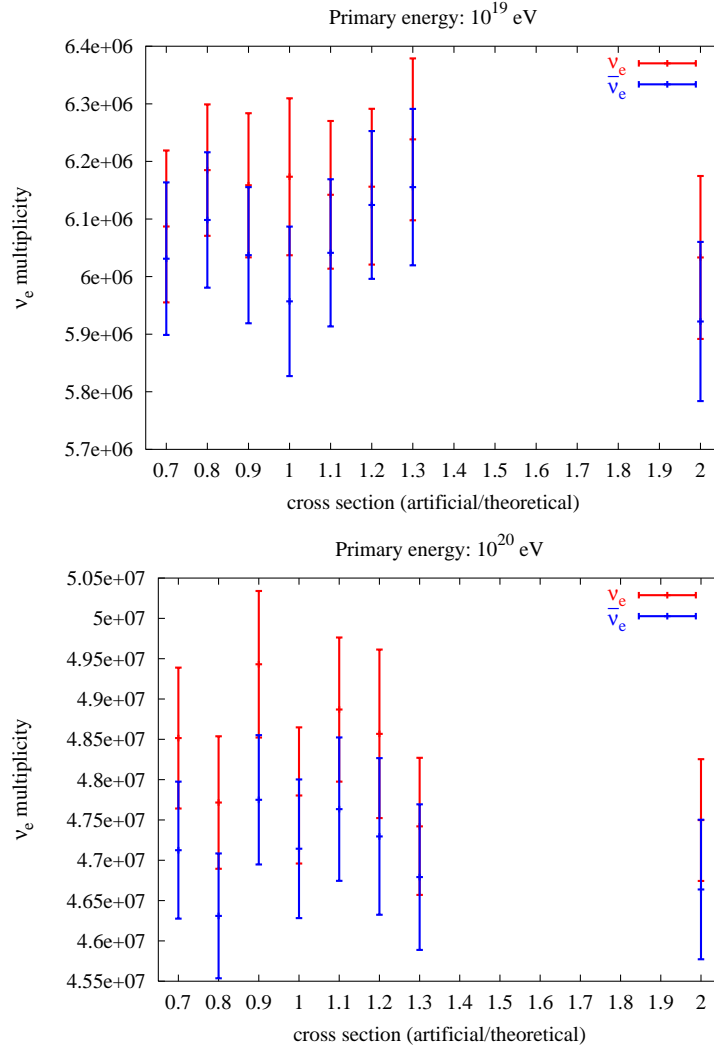 Primary energy: 10^19 eV
6.4e+06
6.3e+06
6.2e+06
6.1e+06
6e+06
5.9e+06
5.8e+06
5.7e+06
ν_e multiplicity
ν_e
ν̅_e
0.7 0.8 0.9 1 1.1 1.2 1.3 1.4 1.5 1.6 1.7 1.8 1.9 2
cross section (artificial/theoretical)
Primary energy: 10^20 eV
5.05e+07
5e+07
4.95e+07
4.9e+07
4.85e+07
4.8e+07
4.75e+07
4.7e+07
4.65e+07
4.6e+07
4.55e+07
ν_e multiplicity
ν_e
ν̅_e
0.7 0.8 0.9 1 1.1 1.2 1.3 1.4 1.5 1.6 1.7 1.8 1.9 2
cross section (artificial/theoretical)